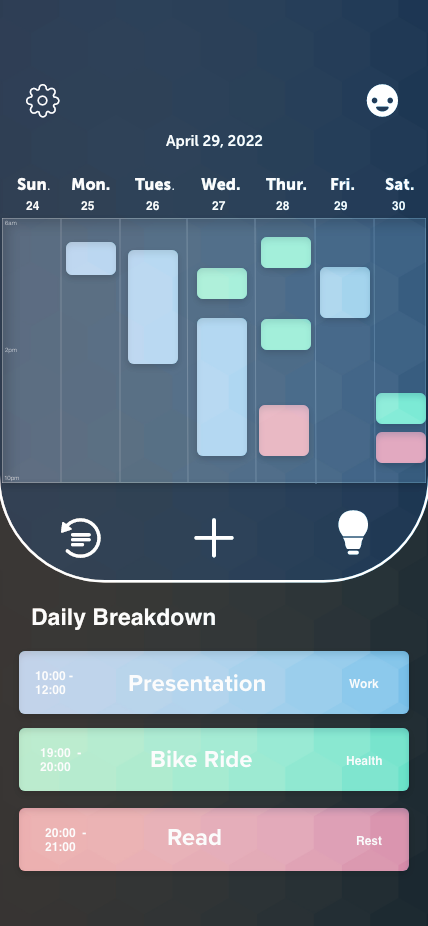 April 29, 2022
Sun. Mon. Tues. Wed. Thur. Fri. Sat.
24 25 26 27 28 29 30
6am
2pm
10pm
Daily Breakdown
10:00 -
12:00
Presentation
Work
19:00 -
20:00
Bike Ride
Health
20:00 -
21:00
Read
Rest